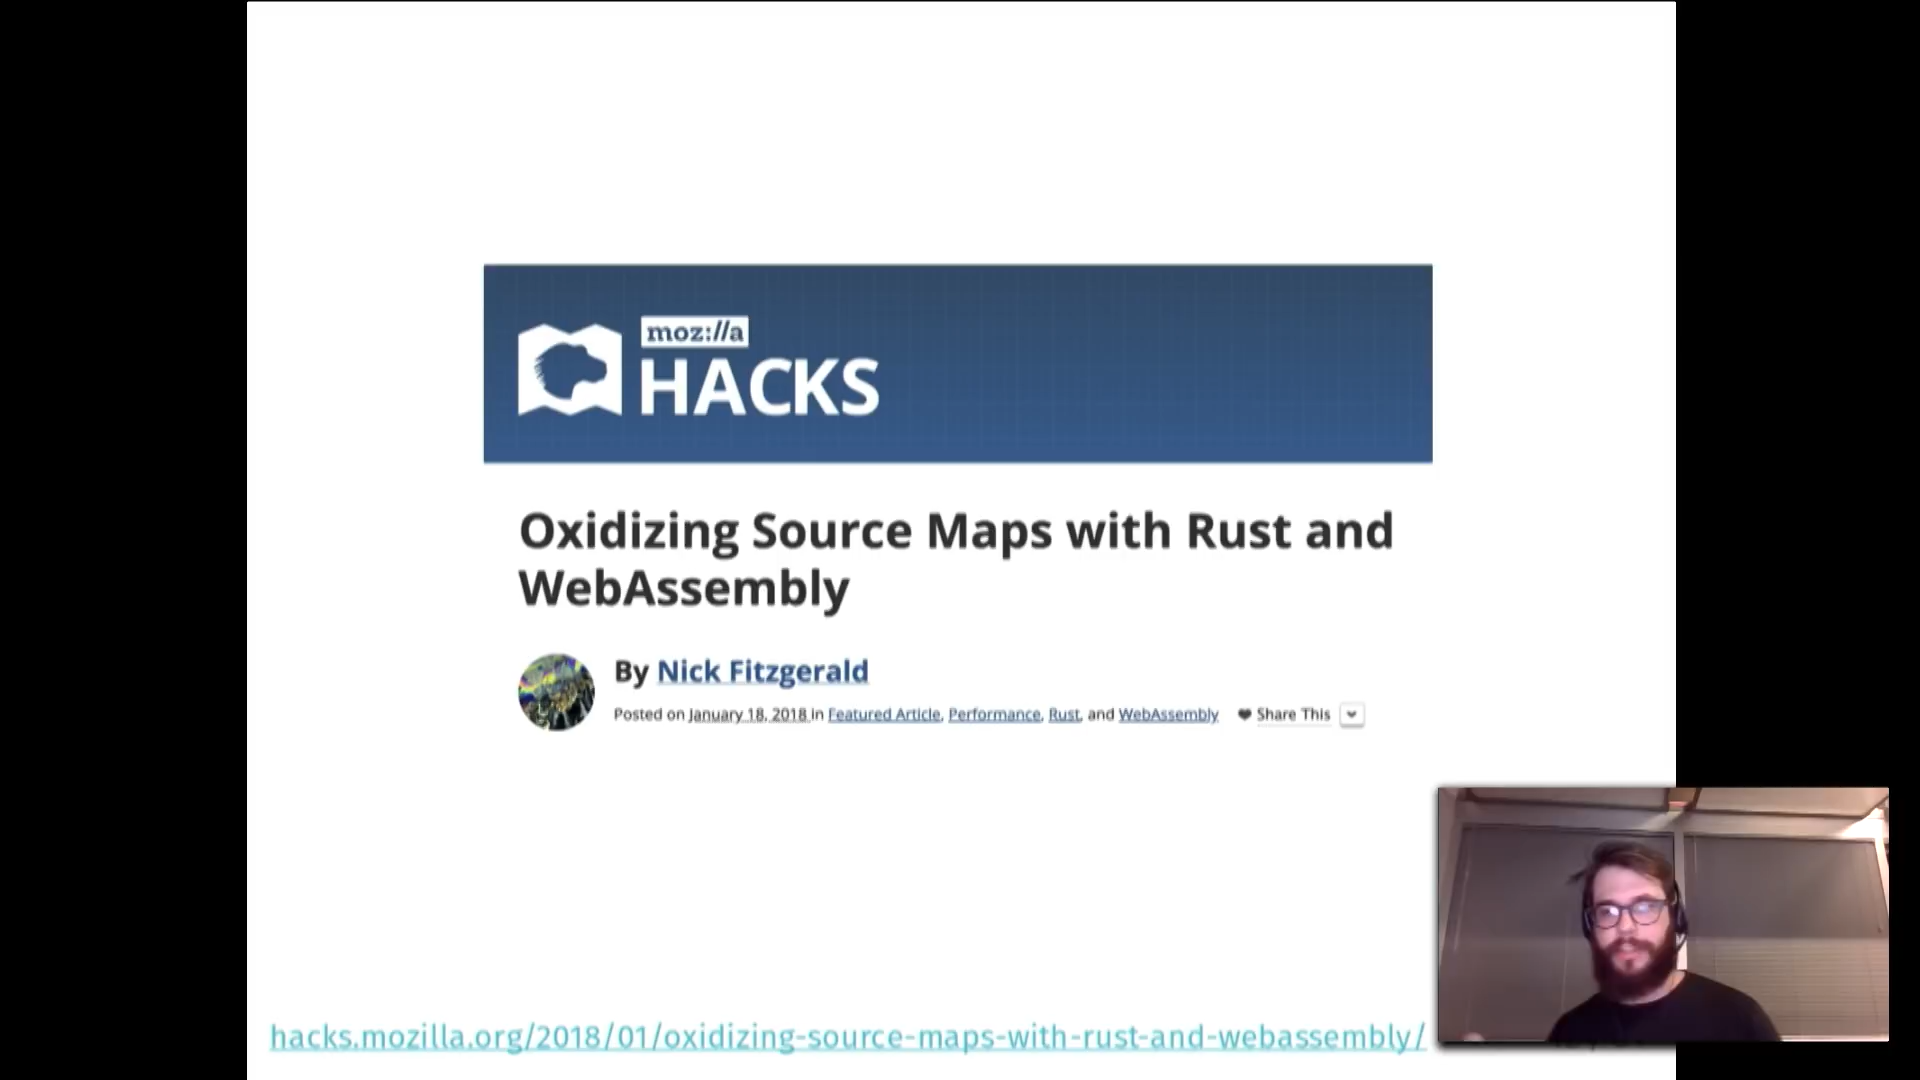 moz://a
HACKS
Oxidizing Source Maps with Rust and
WebAssembly
By Nick Fitzgerald
Posted on January 18, 2018 in Featured Article, Performance, Rust, and WebAssembly Share This
hacks.mozilla.org/2018/01/oxidizing-source-maps-with-rust-and-webassembly/